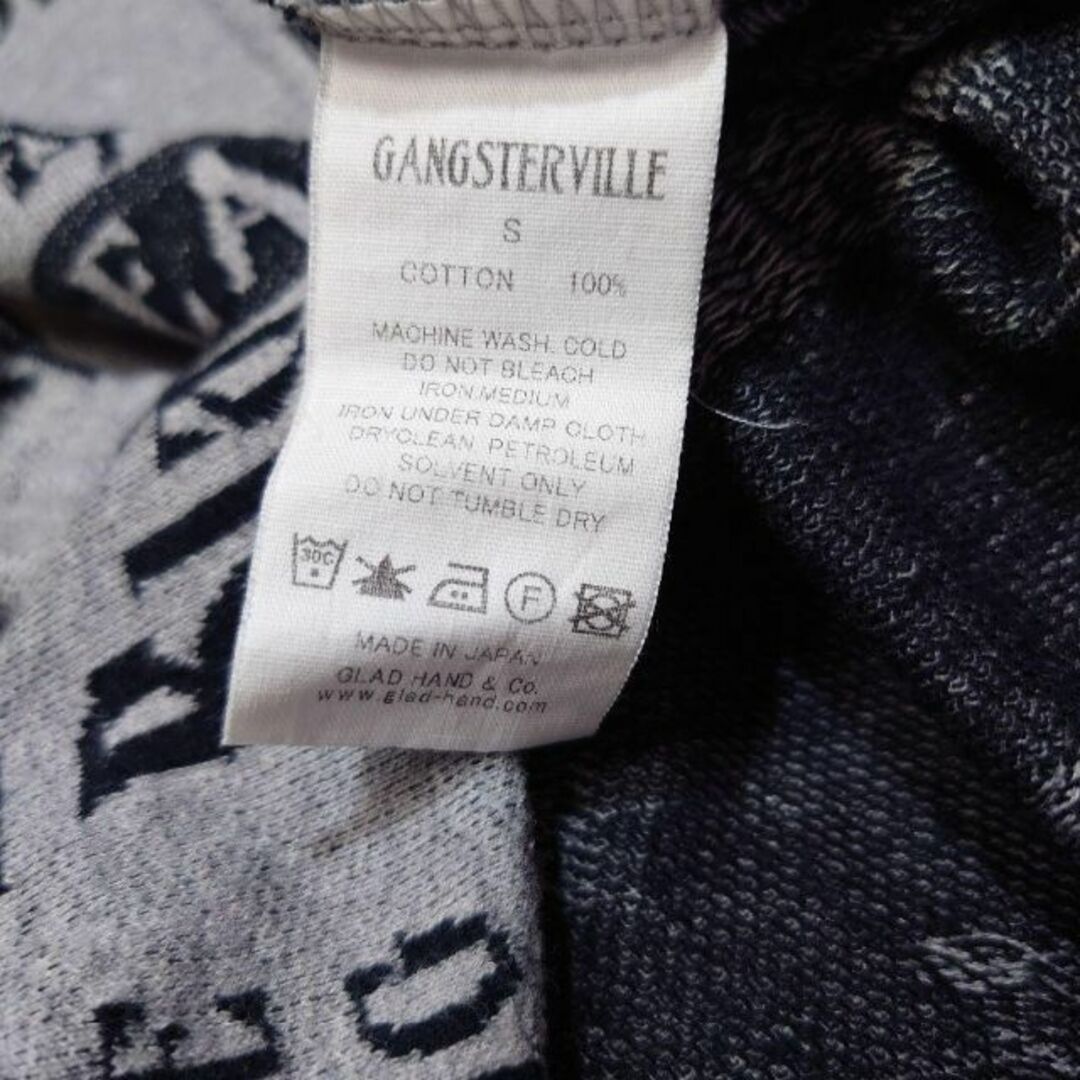 GANGSTERVILLE
S
COTTON 100%
MACHINE WASH. COLD
DO NOT BLEACH
IRON MEDIUM
IRON UNDER DAMP CLOTH
DRYCLEAN. PETROLEUM
SOLVENT ONLY
DO NOT TUMBLE DRY
30C
F
MADE IN JAPAN
GLAD HAND & Co.
www.glad-hand.com